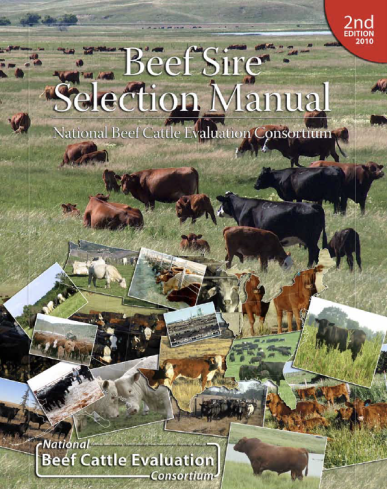 2nd
EDITION
2010
Beef Sire
Selection Manual
National Beef Cattle Evaluation Consortium
National
Beef Cattle Evaluation
Consortium